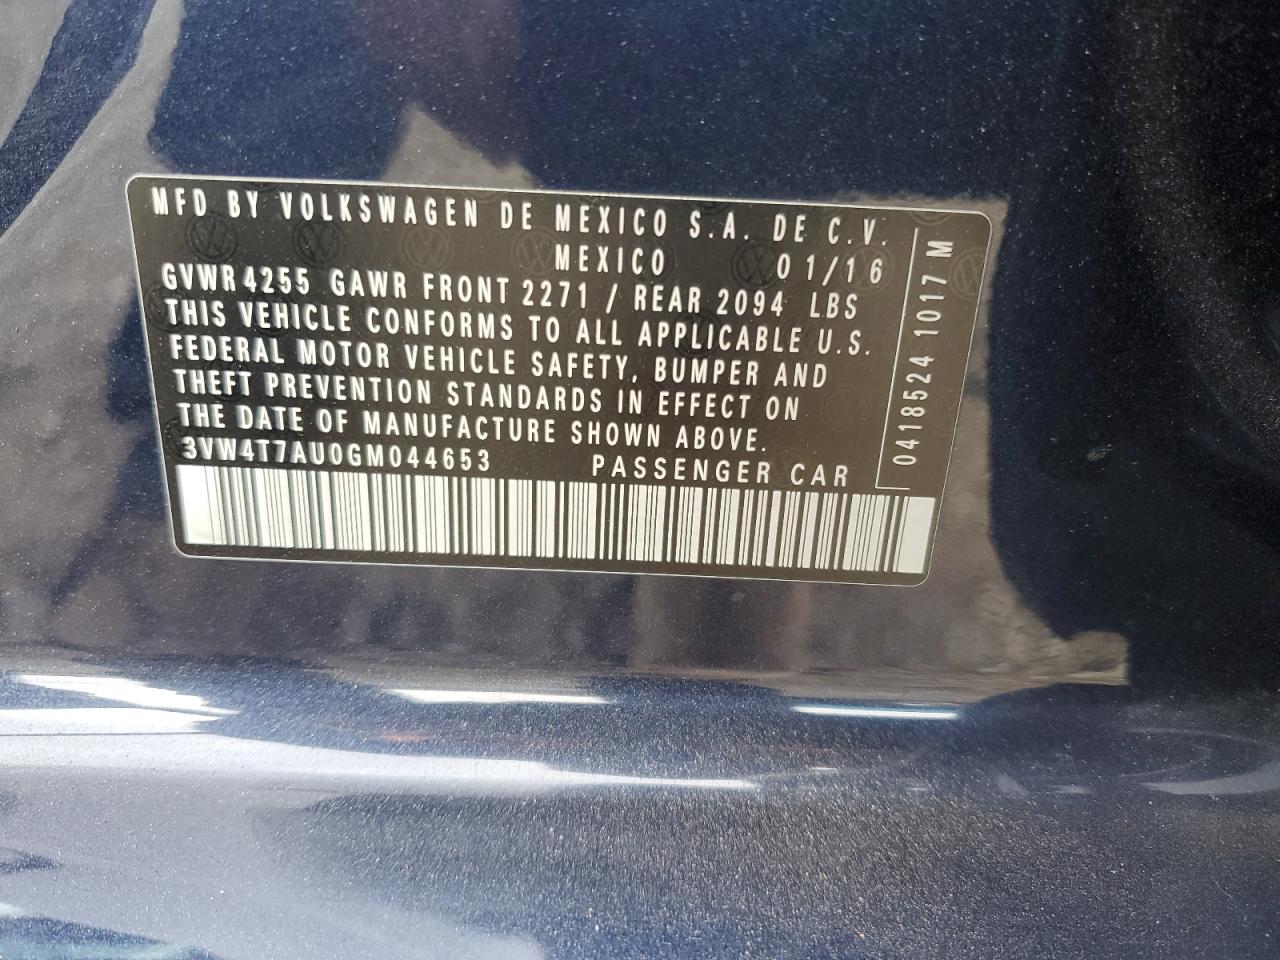 MFD BY VOLKSWAGEN DE MEXICO S.A. DE C.V.
MEXICO 01/16
GVWR 4255 GAWR FRONT 2271 / REAR 2094 LBS
THIS VEHICLE CONFORMS TO ALL APPLICABLE U.S.
FEDERAL MOTOR VEHICLE SAFETY, BUMPER AND
THEFT PREVENTION STANDARDS IN EFFECT ON
THE DATE OF MANUFACTURE SHOWN ABOVE.
3VW4T7AU0GM044653 PASSENGER CAR
0418524 1017 M